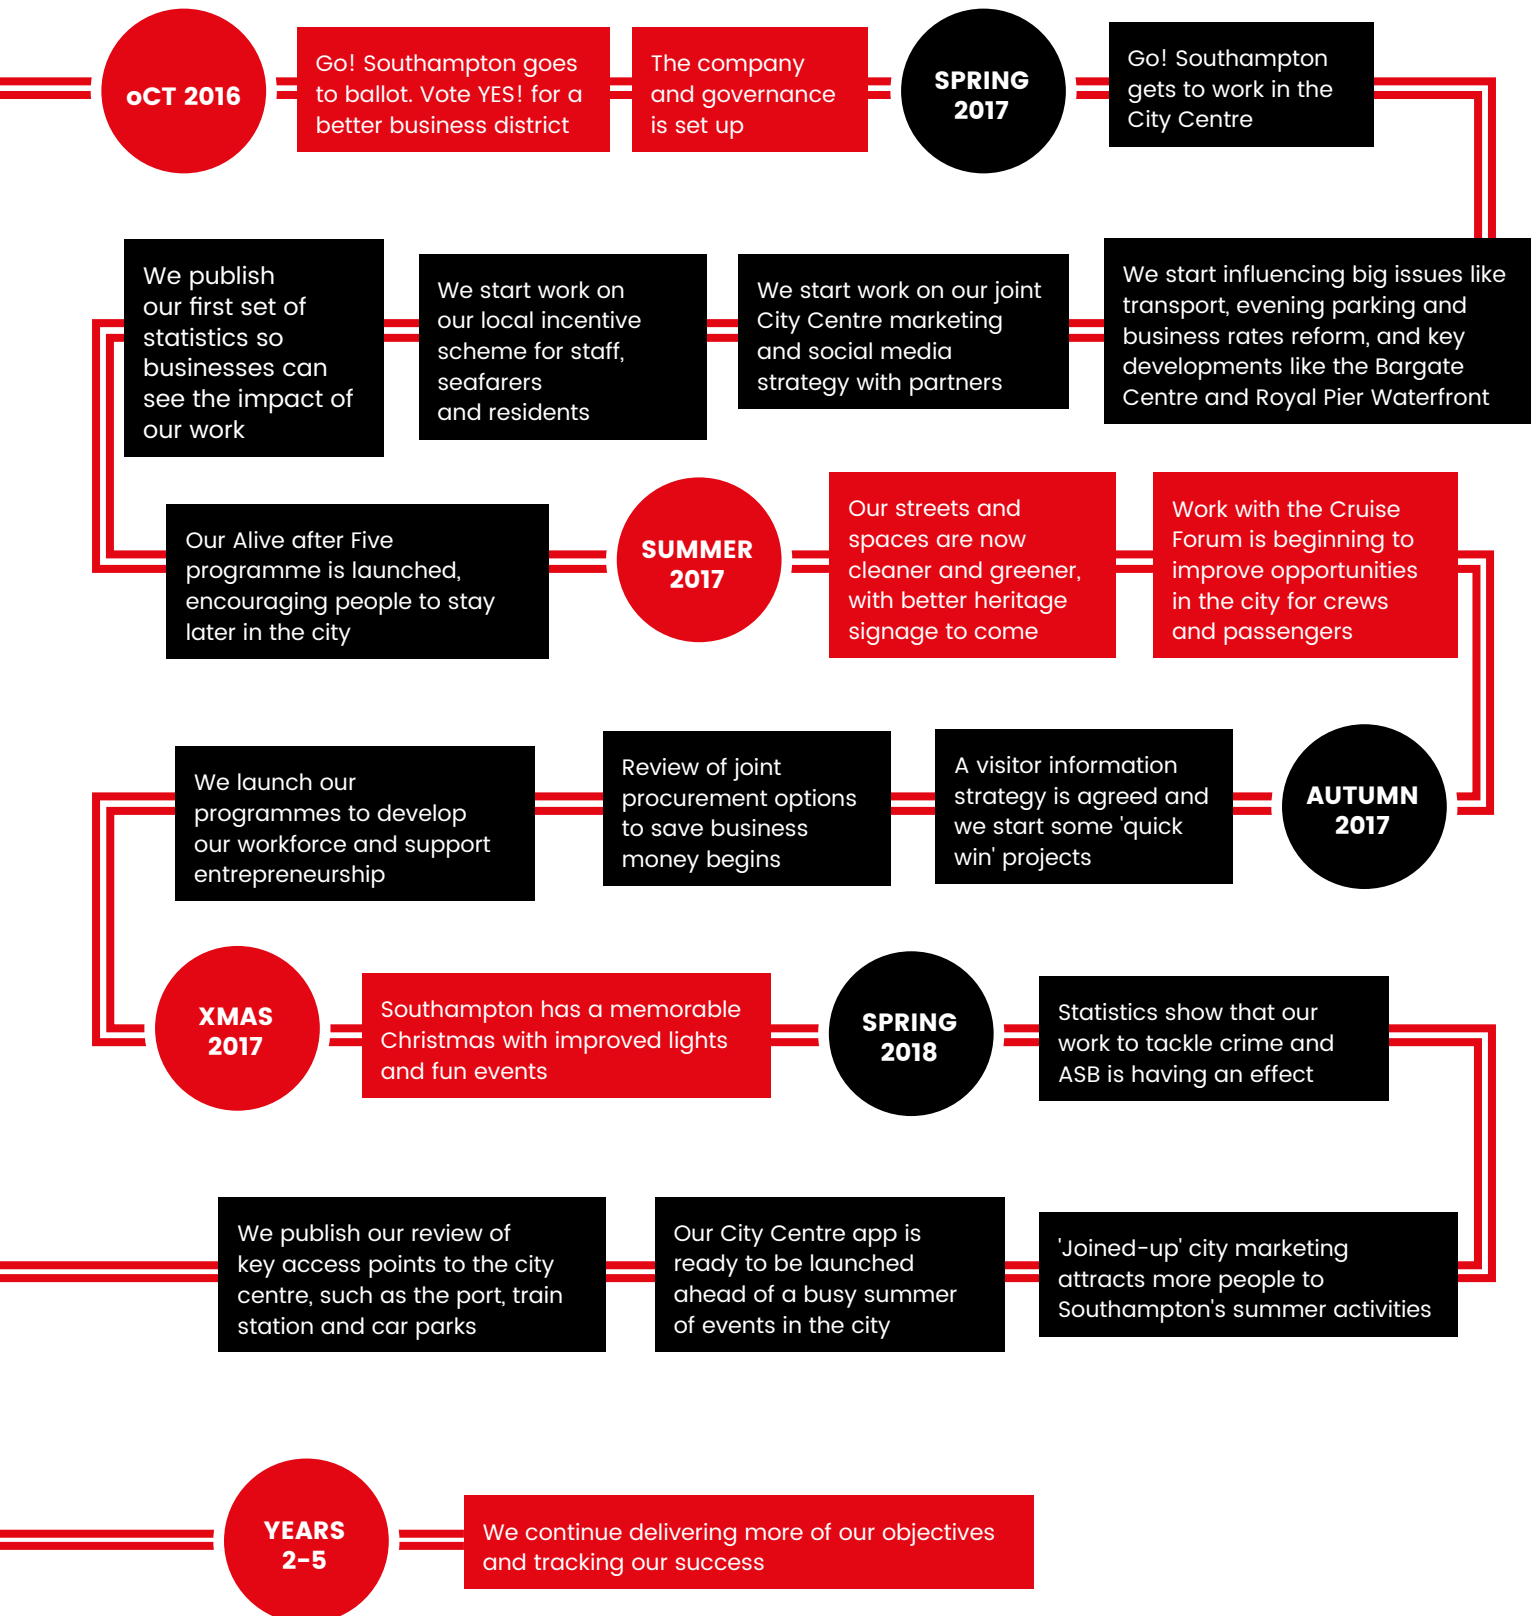 oCT 2016
Go! Southampton goes
to ballot. Vote YES! for a
better business district
The company
and governance
is set up
SPRING
2017
Go! Southampton
gets to work in the
City Centre
We start influencing big issues like
transport, evening parking and
business rates reform, and key
developments like the Bargate
Centre and Royal Pier Waterfront
We start work on our joint
City Centre marketing
and social media
strategy with partners
We start work on
our local incentive
scheme for staff,
seafarers
and residents
We publish
our first set of
statistics so
businesses can
see the impact of
our work
Our Alive after Five
programme is launched,
encouraging people to stay
later in the city
SUMMER
2017
Our streets and
spaces are now
cleaner and greener,
with better heritage
signage to come
Work with the Cruise
Forum is beginning to
improve opportunities
in the city for crews
and passengers
AUTUMN
2017
A visitor information
strategy is agreed and
we start some 'quick
win' projects
Review of joint
procurement options
to save business
money begins
We launch our
programmes to develop
our workforce and support
entrepreneurship
XMAS
2017
Southampton has a memorable
Christmas with improved lights
and fun events
SPRING
2018
Statistics show that our
work to tackle crime and
ASB is having an effect
'Joined-up' city marketing
attracts more people to
Southampton's summer activities
Our City Centre app is
ready to be launched
ahead of a busy summer
of events in the city
We publish our review of
key access points to the city
centre, such as the port, train
station and car parks
YEARS
2-5
We continue delivering more of our objectives
and tracking our success